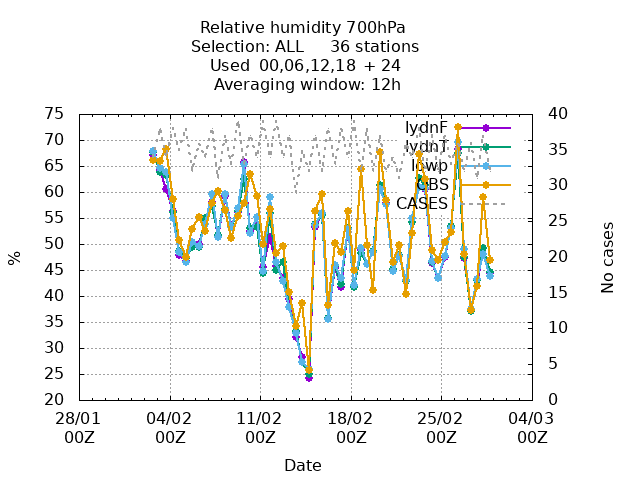 Relative humidity 700hPa
Selection: ALL 36 stations
Used 00,06,12,18 + 24
Averaging window: 12h
75
70
65
60
55
50
45
40
35
30
25
20
%
40
35
30
25
20
15
10
5
0
No cases
lydnF
lydnT
lowp
OBS
CASES
28/01 04/02 11/02 18/02 25/02 04/03
00Z 00Z 00Z 00Z 00Z 00Z
Date